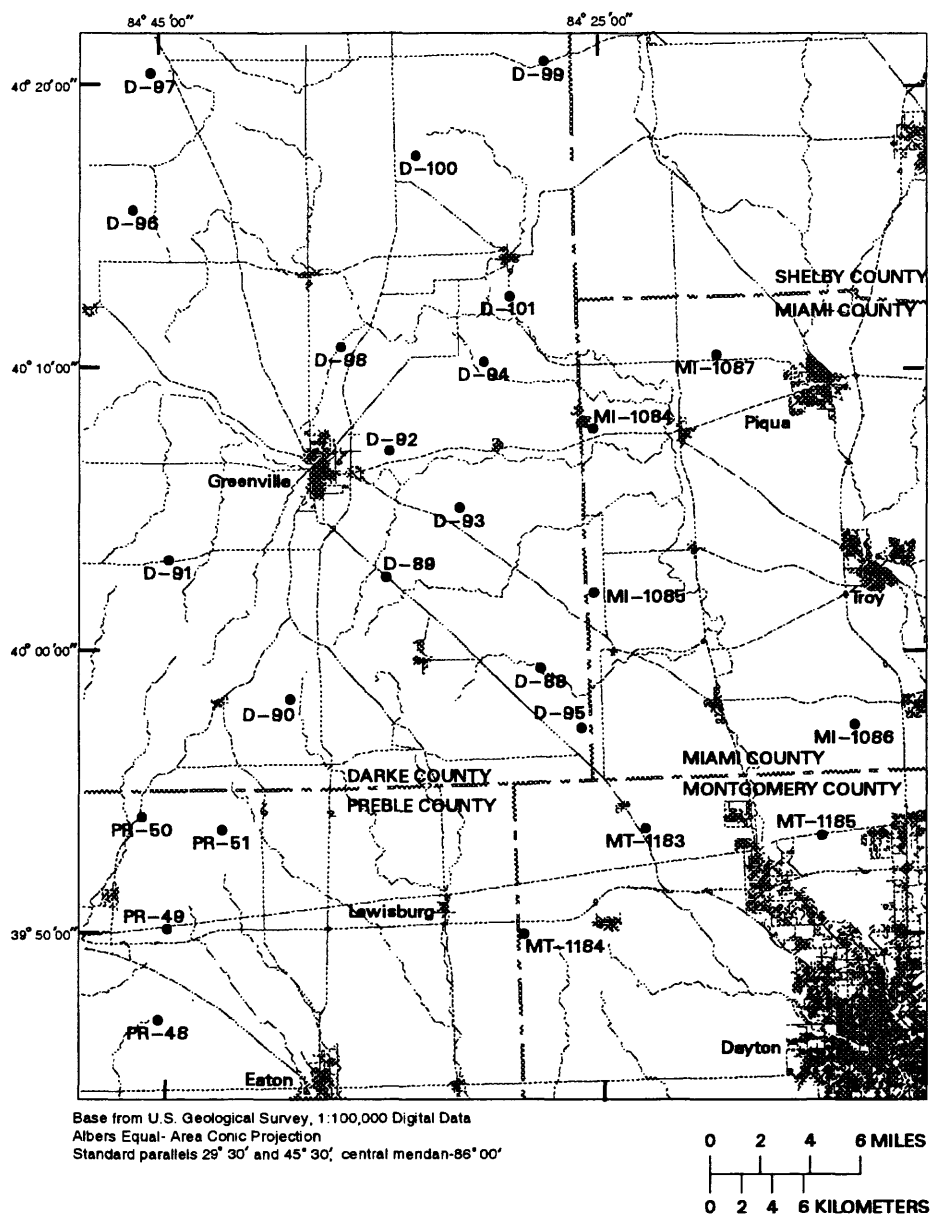 84° 45′ 00″
84° 25′ 00″
40° 20′ 00″
D-97
D-99
D-100
D-96
SHELBY COUNTY
MIAMI COUNTY
D-101
D-98
40° 10′ 00″
D-94
MI-1087
MI-1084
Piqua
D-92
Greenville
D-93
D-91
D-89
MI-1085
Troy
40° 00′ 00″
D-88
D-90
D-95
MI-1086
DARKE COUNTY
MIAMI COUNTY
PREBLE COUNTY
MONTGOMERY COUNTY
PR-50
PR-51
MT-1183
MT-1185
PR-49
Lewisburg
39° 50′ 00″
MT-1184
PR-48
Dayton
Eaton
Base from U.S. Geological Survey, 1:100,000 Digital Data
Albers Equal- Area Conic Projection
Standard parallels 29° 30′ and 45° 30′, central meridan-86° 00′
0 2 4 6 MILES
0 2 4 6 KILOMETERS